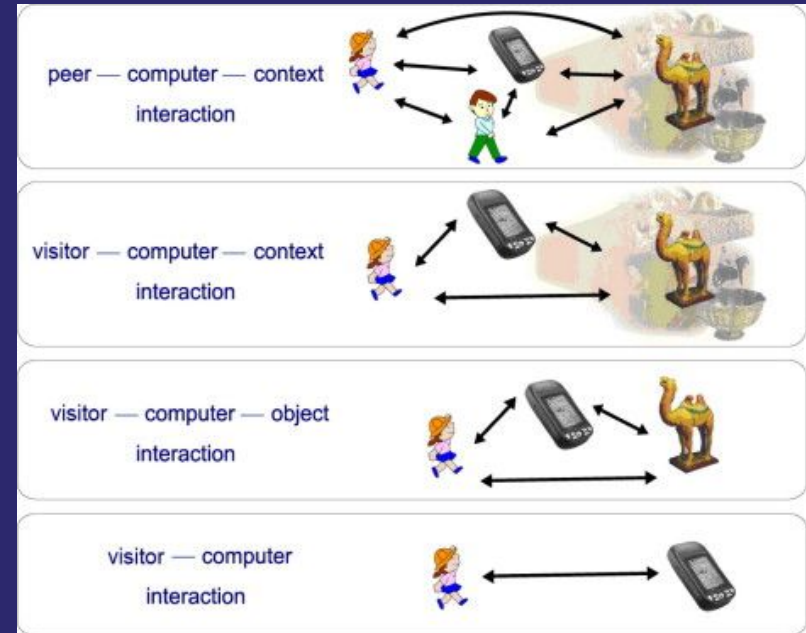 peer — computer — context
interaction
visitor — computer — context
interaction
visitor — computer — object
interaction
visitor — computer
interaction